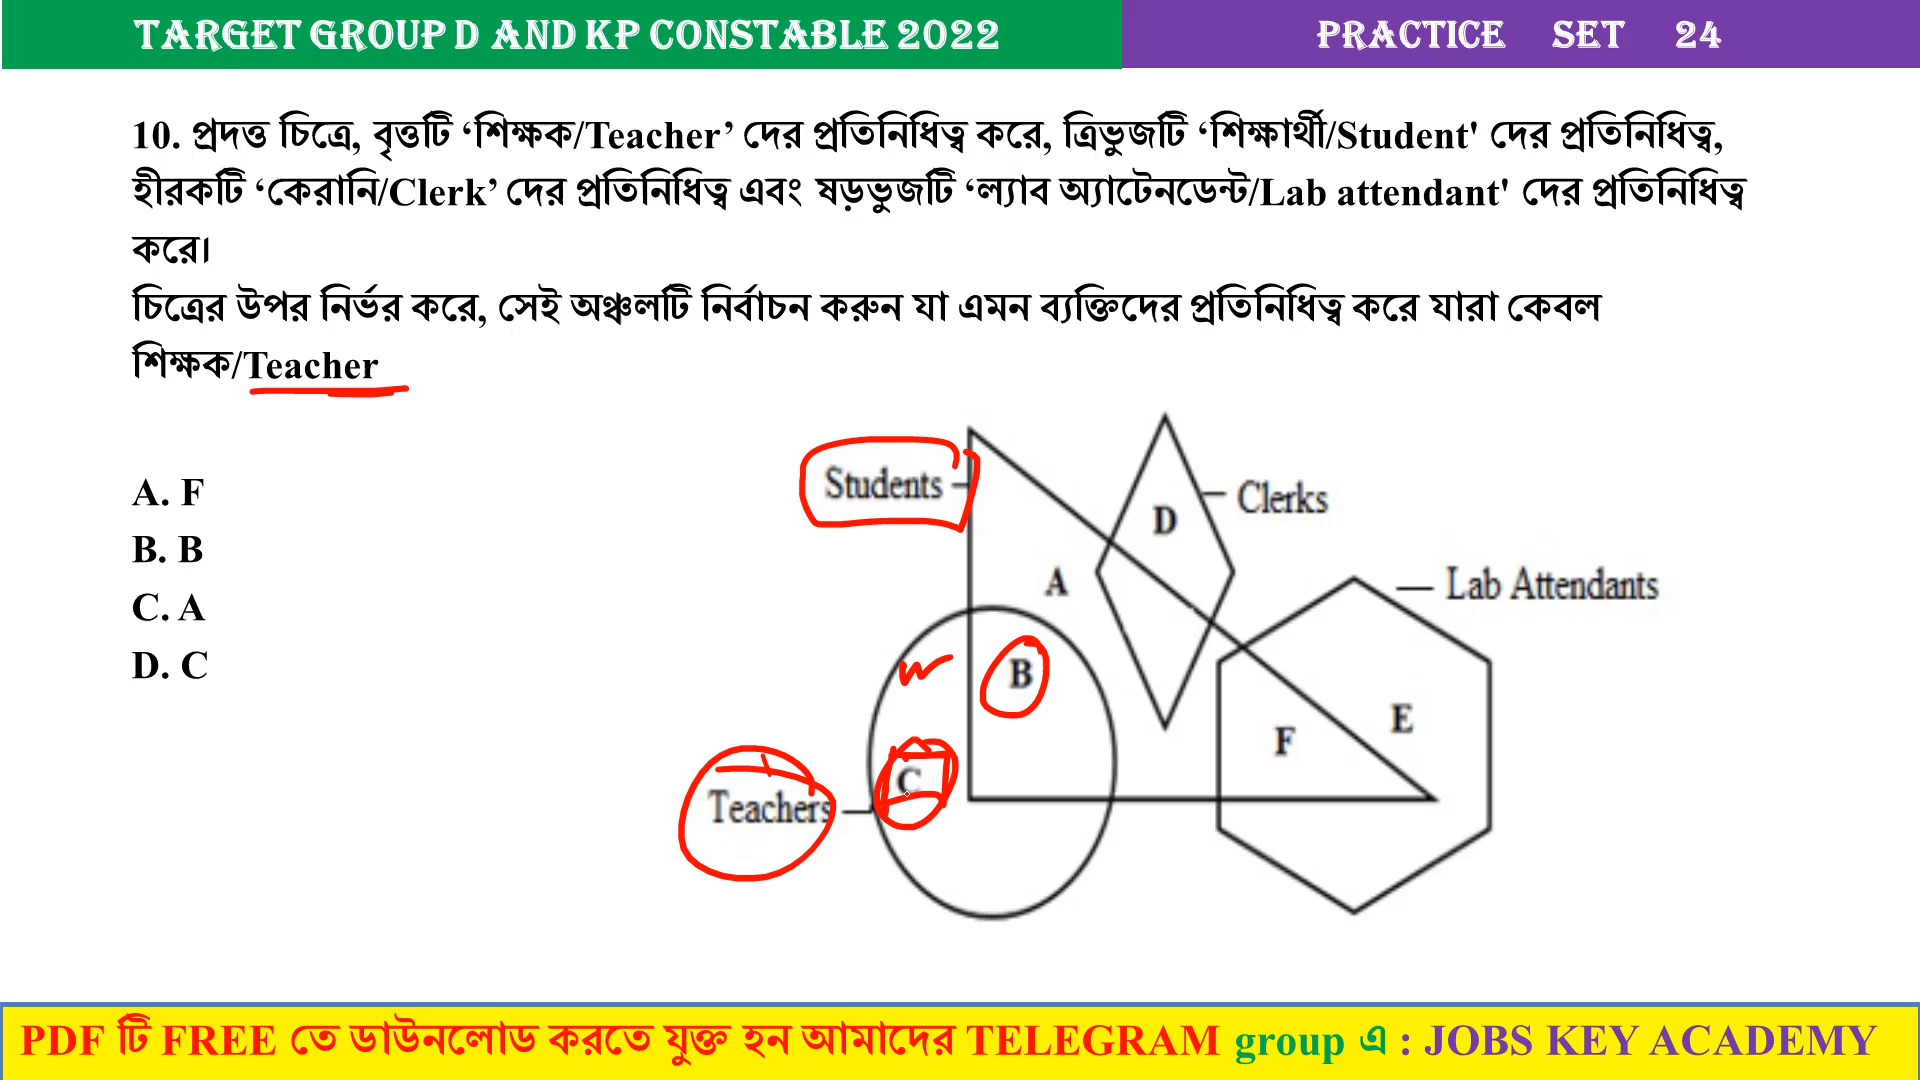 TARGET GROUP D AND KP CONSTABLE 2022
PRACTICE SET 24
10. প্রদত্ত চিত্রে, বৃত্তটি ‘শিক্ষক/Teacher’ দের প্রতিনিধিত্ব করে, ত্রিভুজটি ‘শিক্ষার্থী/Student' দের প্রতিনিধিত্ব,
হীরকটি ‘কেরানি/Clerk’ দের প্রতিনিধিত্ব এবং ষড়ভুজটি ‘ল্যাব অ্যাটেনডেন্ট/Lab attendant' দের প্রতিনিধিত্ব
করে।
চিত্রের উপর নির্ভর করে, সেই অঞ্চলটি নির্বাচন করুন যা এমন ব্যক্তিদের প্রতিনিধিত্ব করে যারা কেবল
শিক্ষক/Teacher
A. F
B. B
C. A
D. C
Students
Clerks
D
A
Lab Attendants
B
E
F
C
Teachers
PDF টি FREE তে ডাউনলোড করতে যুক্ত হন আমাদের TELEGRAM group এ : JOBS KEY ACADEMY